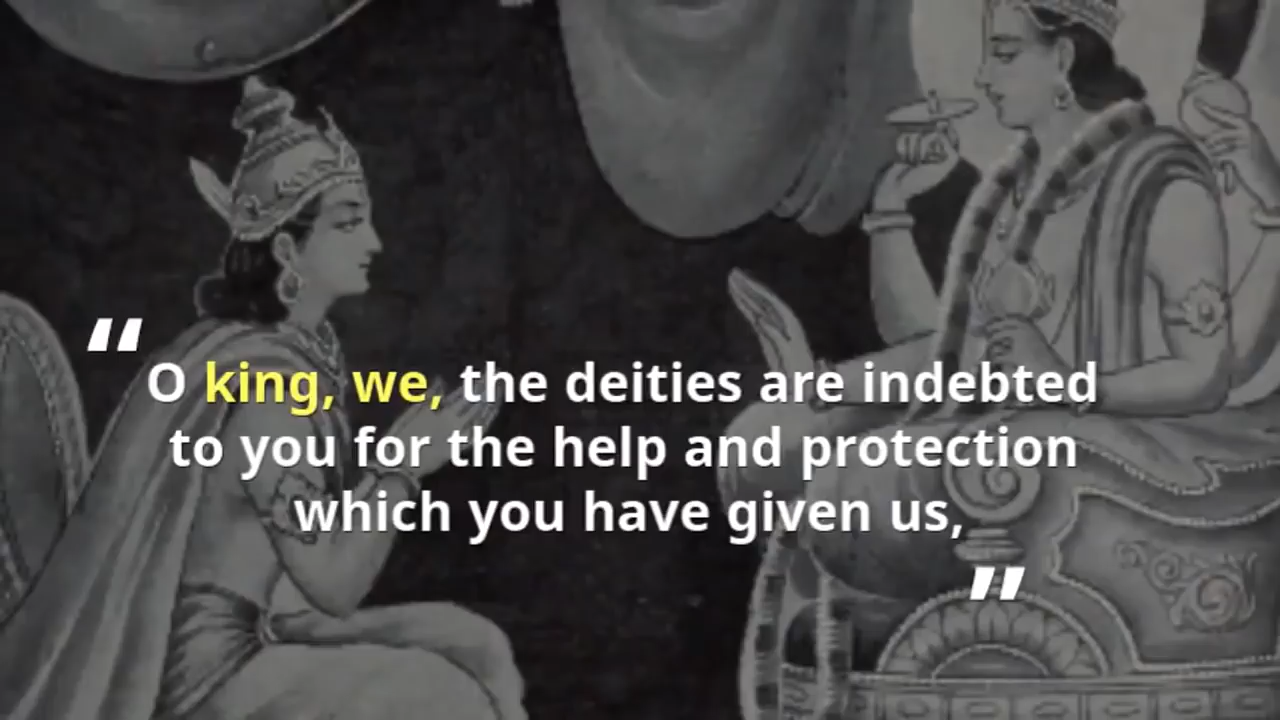 “
O king, we, the deities are indebted
to you for the help and protection
which you have given us,
”